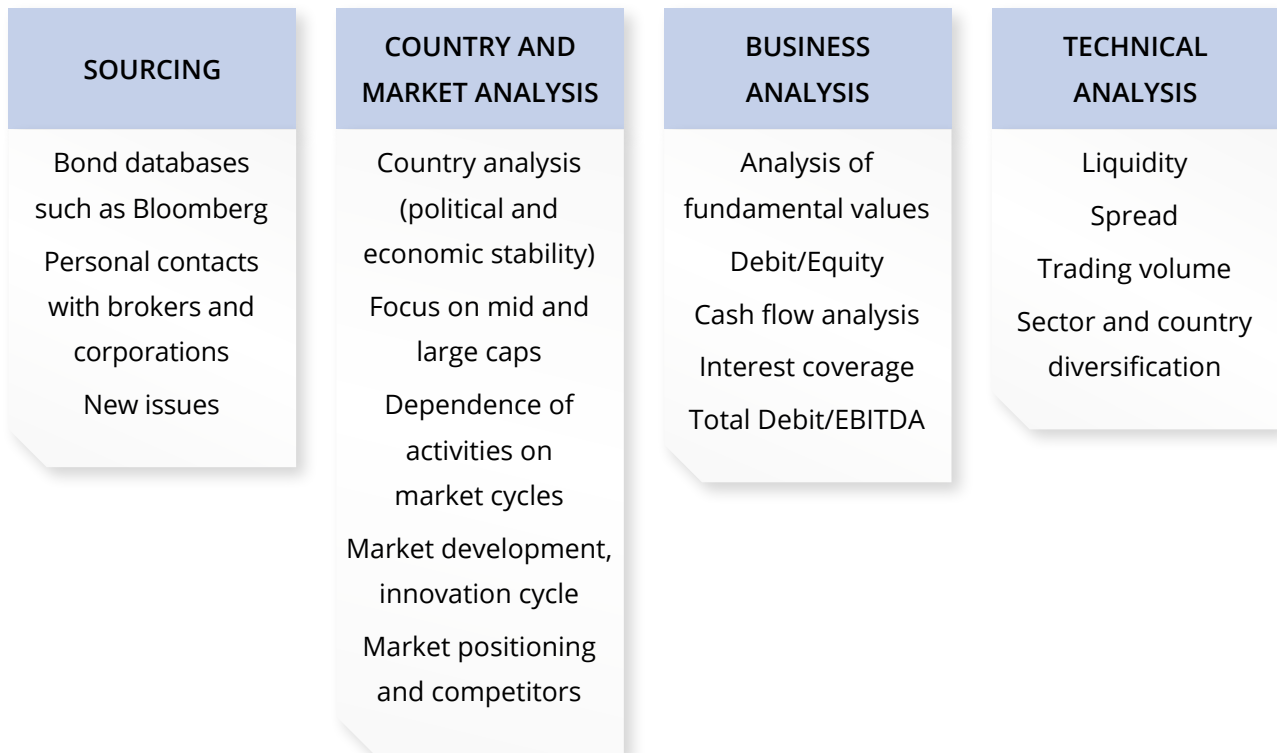 SOURCING
Bond databases
such as Bloomberg
Personal contacts
with brokers and
corporations
New issues
COUNTRY AND
MARKET ANALYSIS
Country analysis
(political and
economic stability)
Focus on mid and
large caps
Dependence of
activities on
market cycles
Market development,
innovation cycle
Market positioning
and competitors
BUSINESS
ANALYSIS
Analysis of
fundamental values
Debit/Equity
Cash flow analysis
Interest coverage
Total Debit/EBITDA
TECHNICAL
ANALYSIS
Liquidity
Spread
Trading volume
Sector and country
diversification